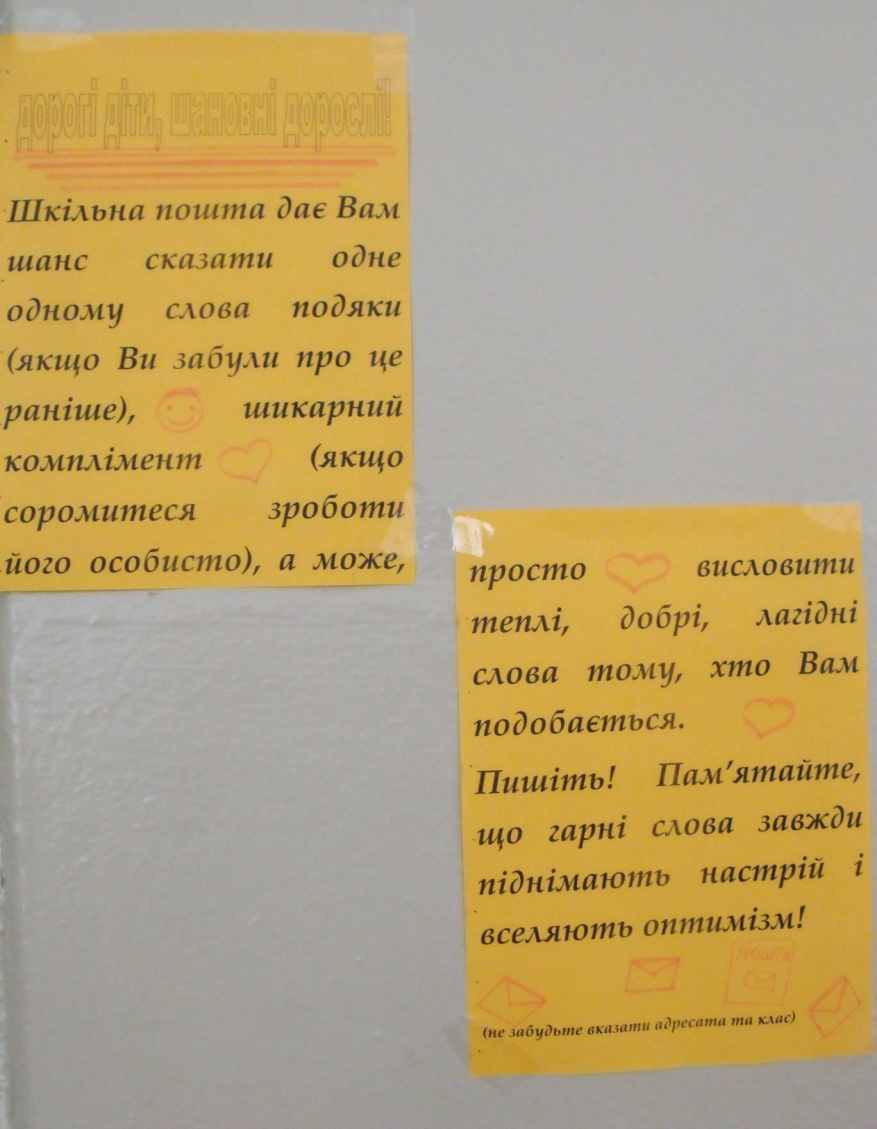 дорогі діти, шановні дорослі!
Шкільна пошта дає Вам
шанс сказати одне
одному слова подяки
(якщо Ви забули про це
раніше), шикарний
комплімент (якщо
соромитеся зроботи
його особисто), а може,
просто висловити
теплі, добрі, лагідні
слова тому, хто Вам
подобається.
Пишіть! Пам'ятайте,
що гарні слова завжди
піднімають настрій і
вселяють оптимізм!
(не забудьте вказати адресата та клас)